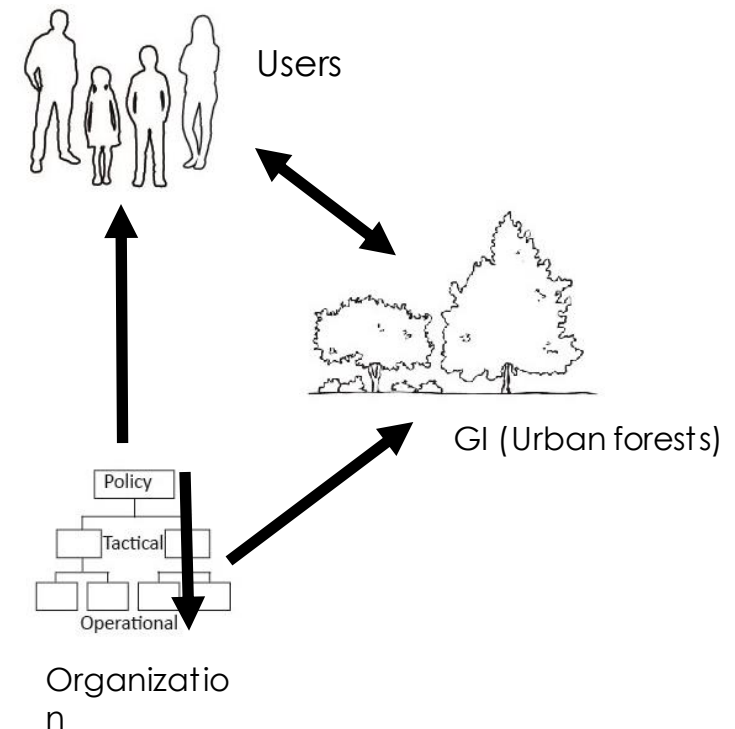 Users
GI (Urban forests)
Policy
Tactical
Operational
Organizatio
n